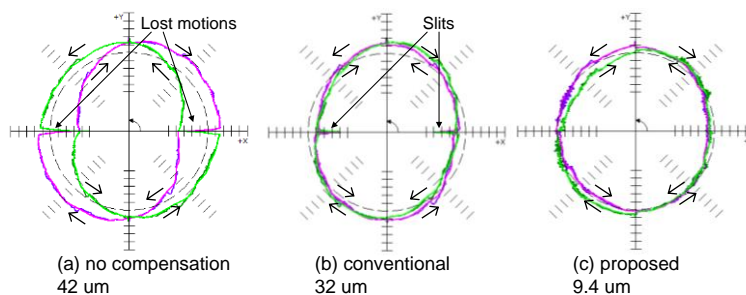 Lost motions
Slits
+Y
+Y
+Y
+X
+X
+X
(a) no compensation
42 um
(b) conventional
32 um
(c) proposed
9.4 um